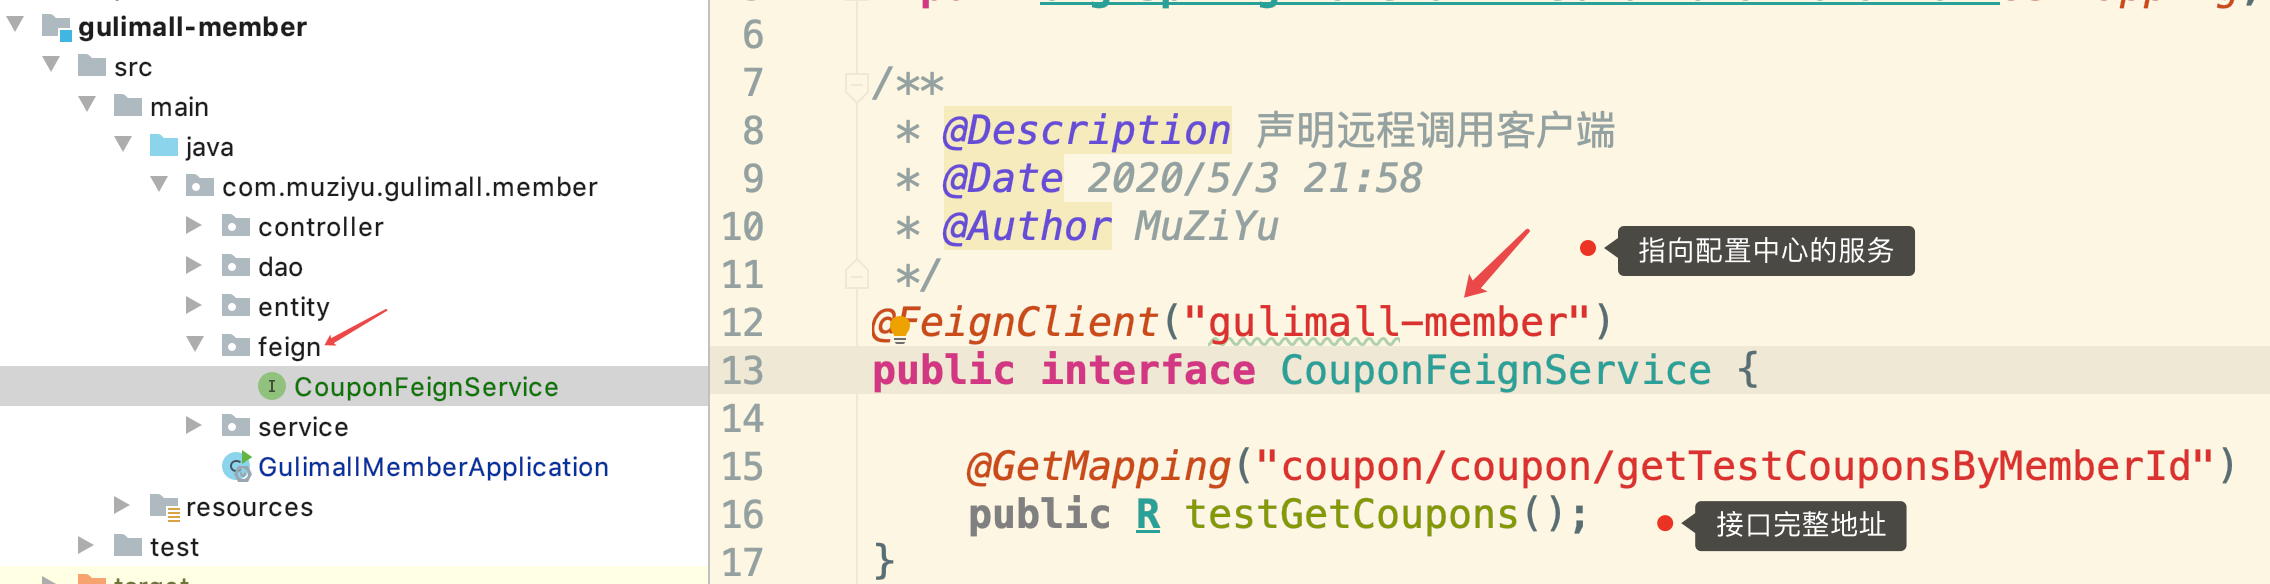 gulimall-member
src
main
java
com.muziyu.gulimall.member
controller
dao
entity
feign
CouponFeignService
service
GulimallMemberApplication
resources
test
target
6
7 /**
8 * @Description 声明远程调用客户端
9 * @Date 2020/5/3 21:58
10 * @Author MuZiYu
指向配置中心的服务
11 */
12 @FeignClient("gulimall-member")
13 public interface CouponFeignService {
14
15 @GetMapping("coupon/coupon/getTestCouponsByMemberId")
16 public R testGetCoupons();
接口完整地址
17 }